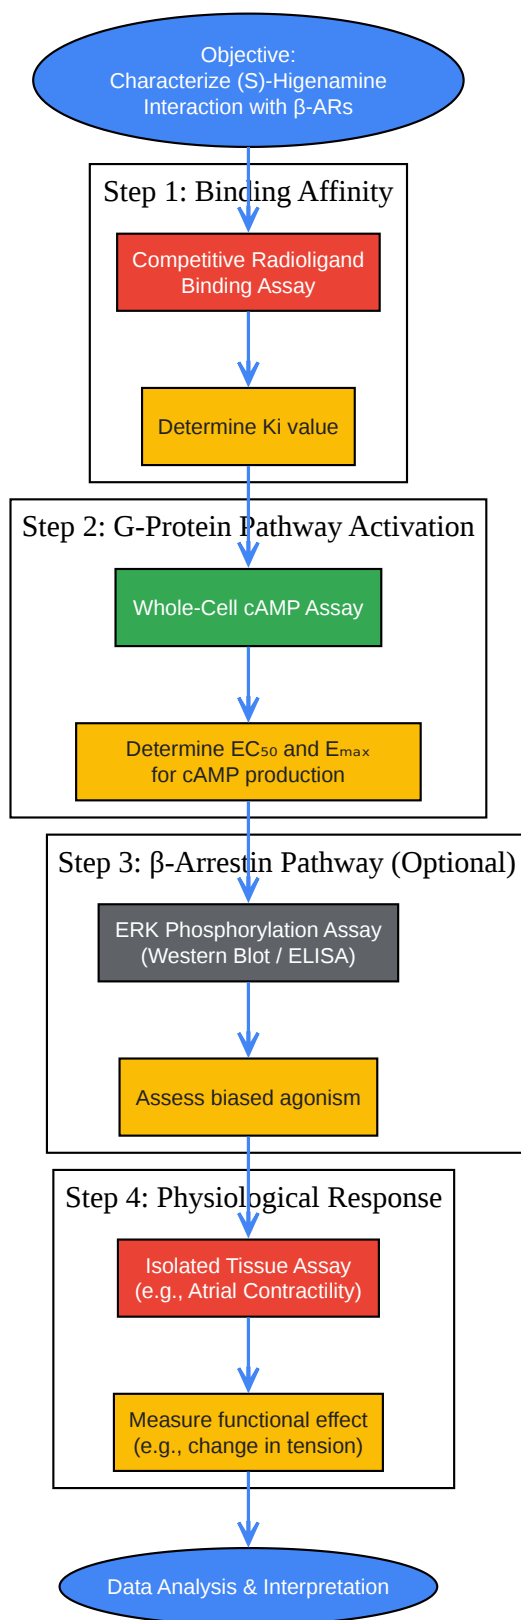 Objective:
Characterize (S)-Higenamine
Interaction with β-ARs
Step 1: Binding Affinity
Competitive Radioligand
Binding Assay
Determine Ki value
Step 2: G-Protein Pathway Activation
Whole-Cell cAMP Assay
Determine EC₅₀ and Eₘₐₓ
for cAMP production
Step 3: β-Arrestin Pathway (Optional)
ERK Phosphorylation Assay
(Western Blot / ELISA)
Assess biased agonism
Step 4: Physiological Response
Isolated Tissue Assay
(e.g., Atrial Contractility)
Measure functional effect
(e.g., change in tension)
Data Analysis & Interpretation